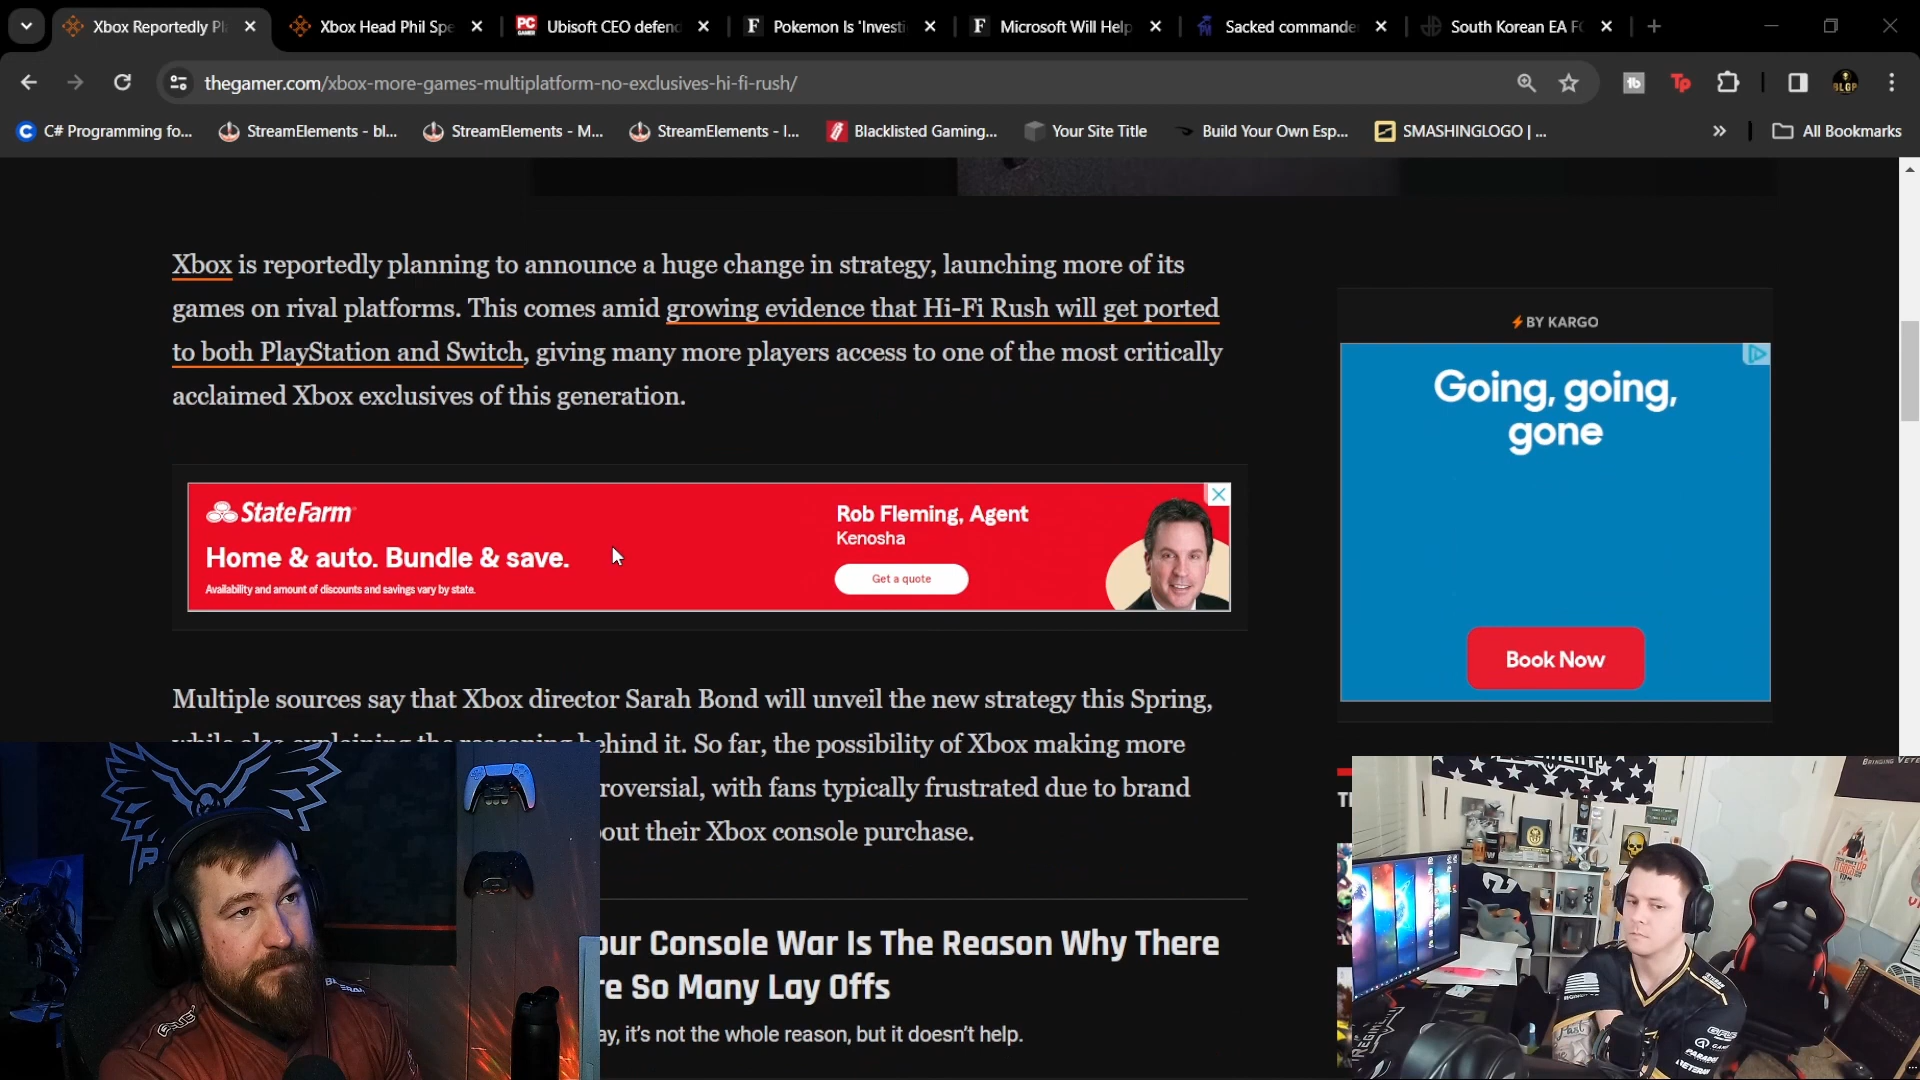 Xbox Reportedly Pl
Xbox Head Phil Spe
PC GAMER
Ubisoft CEO defend
F
Pokemon Is 'Investi
F
Microsoft Will Help
Sacked commande
South Korean EA F
thegamer.com/xbox-more-games-multiplatform-no-exclusives-hi-fi-rush/
tb
Tp
BLGP
C# Programming fo...
StreamElements - bl...
StreamElements - M...
StreamElements - I...
Blacklisted Gaming...
Your Site Title
Build Your Own Esp...
SMASHINGLOGO | ...
All Bookmarks
Xbox is reportedly planning to announce a huge change in strategy, launching more of its
games on rival platforms. This comes amid growing evidence that Hi-Fi Rush will get ported
to both PlayStation and Switch, giving many more players access to one of the most critically
acclaimed Xbox exclusives of this generation.
BY KARGO
Going, going,
gone
Book Now
StateFarm
Home & auto. Bundle & save.
Availability and amount of discounts and savings vary by state.
Rob Fleming, Agent
Kenosha
Get a quote
Multiple sources say that Xbox director Sarah Bond will unveil the new strategy this Spring,
while also explaining the reasoning behind it. So far, the possibility of Xbox making more
roversial, with fans typically frustrated due to brand
out their Xbox console purchase.
our Console War Is The Reason Why There
re So Many Lay Offs
ay, it's not the whole reason, but it doesn't help.